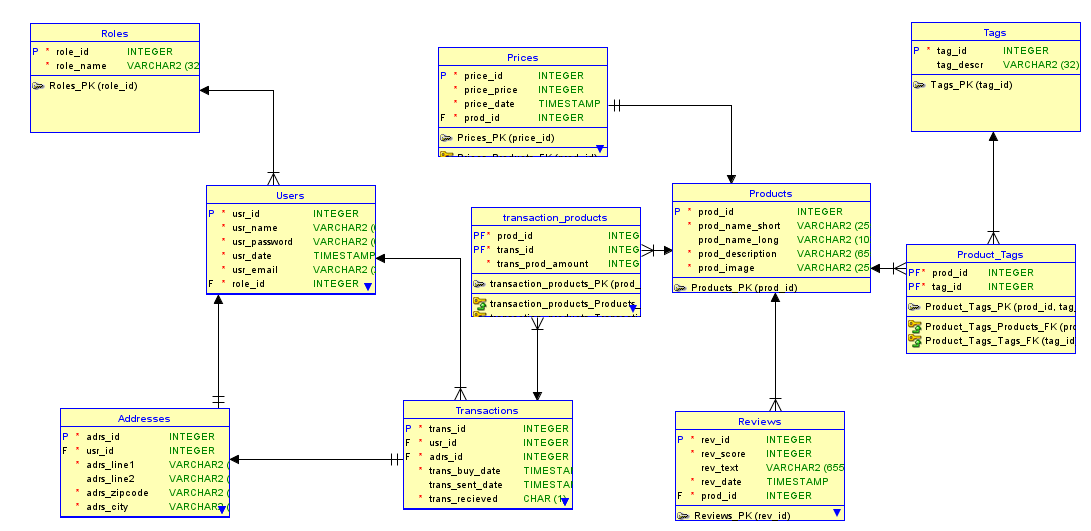 Roles
P * role_id INTEGER
* role_name VARCHAR2 (32
Roles_PK (role_id)
Prices
P * price_id INTEGER
* price_price INTEGER
* price_date TIMESTAMP
F * prod_id INTEGER
Prices_PK (price_id)
Prices_Products_FK (prod_id)
Tags
P * tag_id INTEGER
tag_descr VARCHAR2 (32)
Tags_PK (tag_id)
Users
P * usr_id INTEGER
* usr_name VARCHAR2 (
* usr_password VARCHAR2 (
* usr_date TIMESTAMP
* usr_email VARCHAR2 (
F * role_id INTEGER
transaction_products
PF* prod_id INTEG
PF* trans_id INTEG
* trans_prod_amount INTEG
transaction_products_PK (prod_
transaction_products_Products_
Products
P * prod_id INTEGER
* prod_name_short VARCHAR2 (25
prod_name_long VARCHAR2 (10
* prod_description VARCHAR2 (65
* prod_image VARCHAR2 (25
Products_PK (prod_id)
Product_Tags
PF* prod_id INTEGER
PF* tag_id INTEGER
Product_Tags_PK (prod_id, tag_
Product_Tags_Products_FK (pro
Product_Tags_Tags_FK (tag_id
Addresses
P * adrs_id INTEGER
F * usr_id INTEGER
* adrs_line1 VARCHAR2 (
adrs_line2 VARCHAR2 (
* adrs_zipcode VARCHAR2 (
* adrs_city VARCHAR2 (
Transactions
P * trans_id INTEGER
F * usr_id INTEGER
F * adrs_id INTEGER
* trans_buy_date TIMESTA
trans_sent_date TIMESTA
* trans_recieved CHAR (1)
Reviews
P * rev_id INTEGER
* rev_score INTEGER
rev_text VARCHAR2 (655
* rev_date TIMESTAMP
F * prod_id INTEGER
Reviews_PK (rev_id)